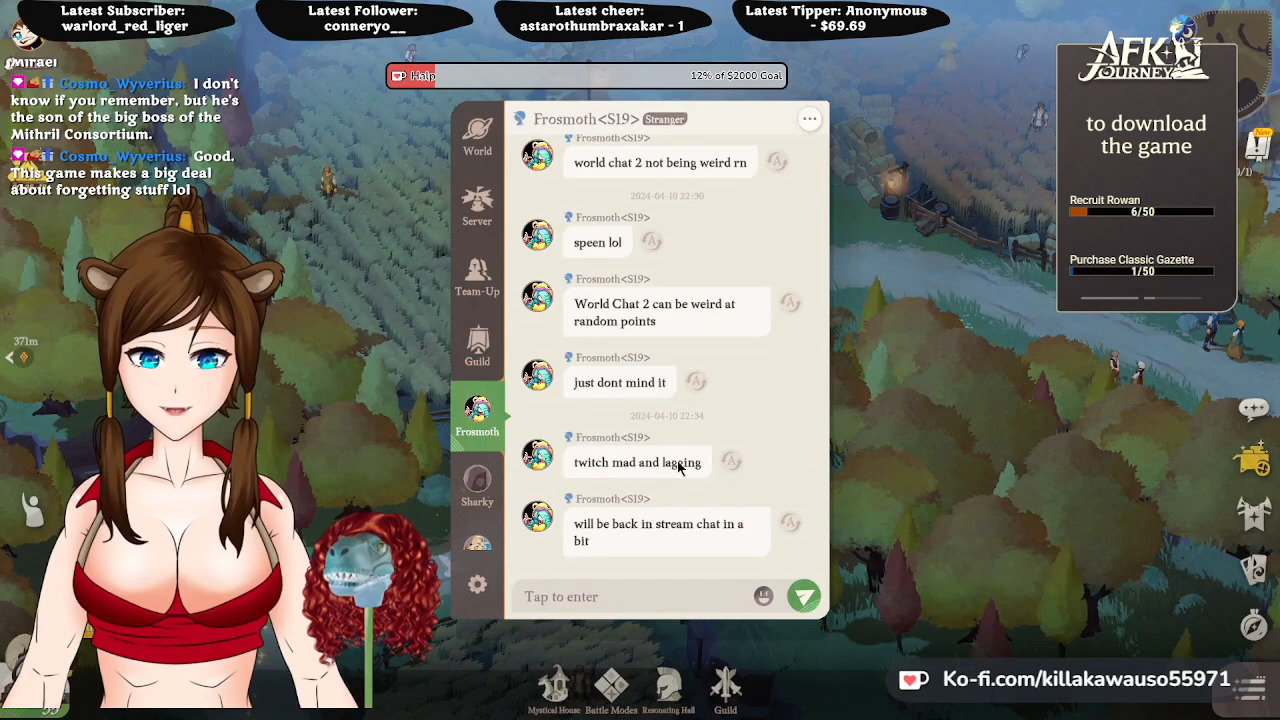 Latest Subscriber:
warlord_red_liger
Latest Follower:
conneryo__
Latest cheer:
astarothumbraxakar - 1
Latest Tipper: Anonymous
- $69.69
Cosmo_Wyverius: I don't
know if you remember, but he's
the son of the big boss of the
Mithril Consortium.
Cosmo_Wyverius: Good.
This game makes a big deal
about forgetting stuff lol
371m
Halp
12% of $2000 Goal
World
Server
Team-Up
Guild
Frosmoth
Sharky
Frosmoth<S19> Stranger
Frosmoth<S19>
world chat 2 not being weird rn
2024-04-10 22:30
Frosmoth<S19>
speen lol
Frosmoth<S19>
World Chat 2 can be weird at
random points
Frosmoth<S19>
just dont mind it
2024-04-10 22:34
Frosmoth<S19>
twitch mad and lagging
Frosmoth<S19>
will be back in stream chat in a
bit
Tap to enter
AFK
JOURNEY
to download
the game
Recruit Rowan
6/50
Purchase Classic Gazette
1/50
New
Mystical House
Battle Modes
Resonating Hall
Guild
Ko-fi.com/killakawauso55971